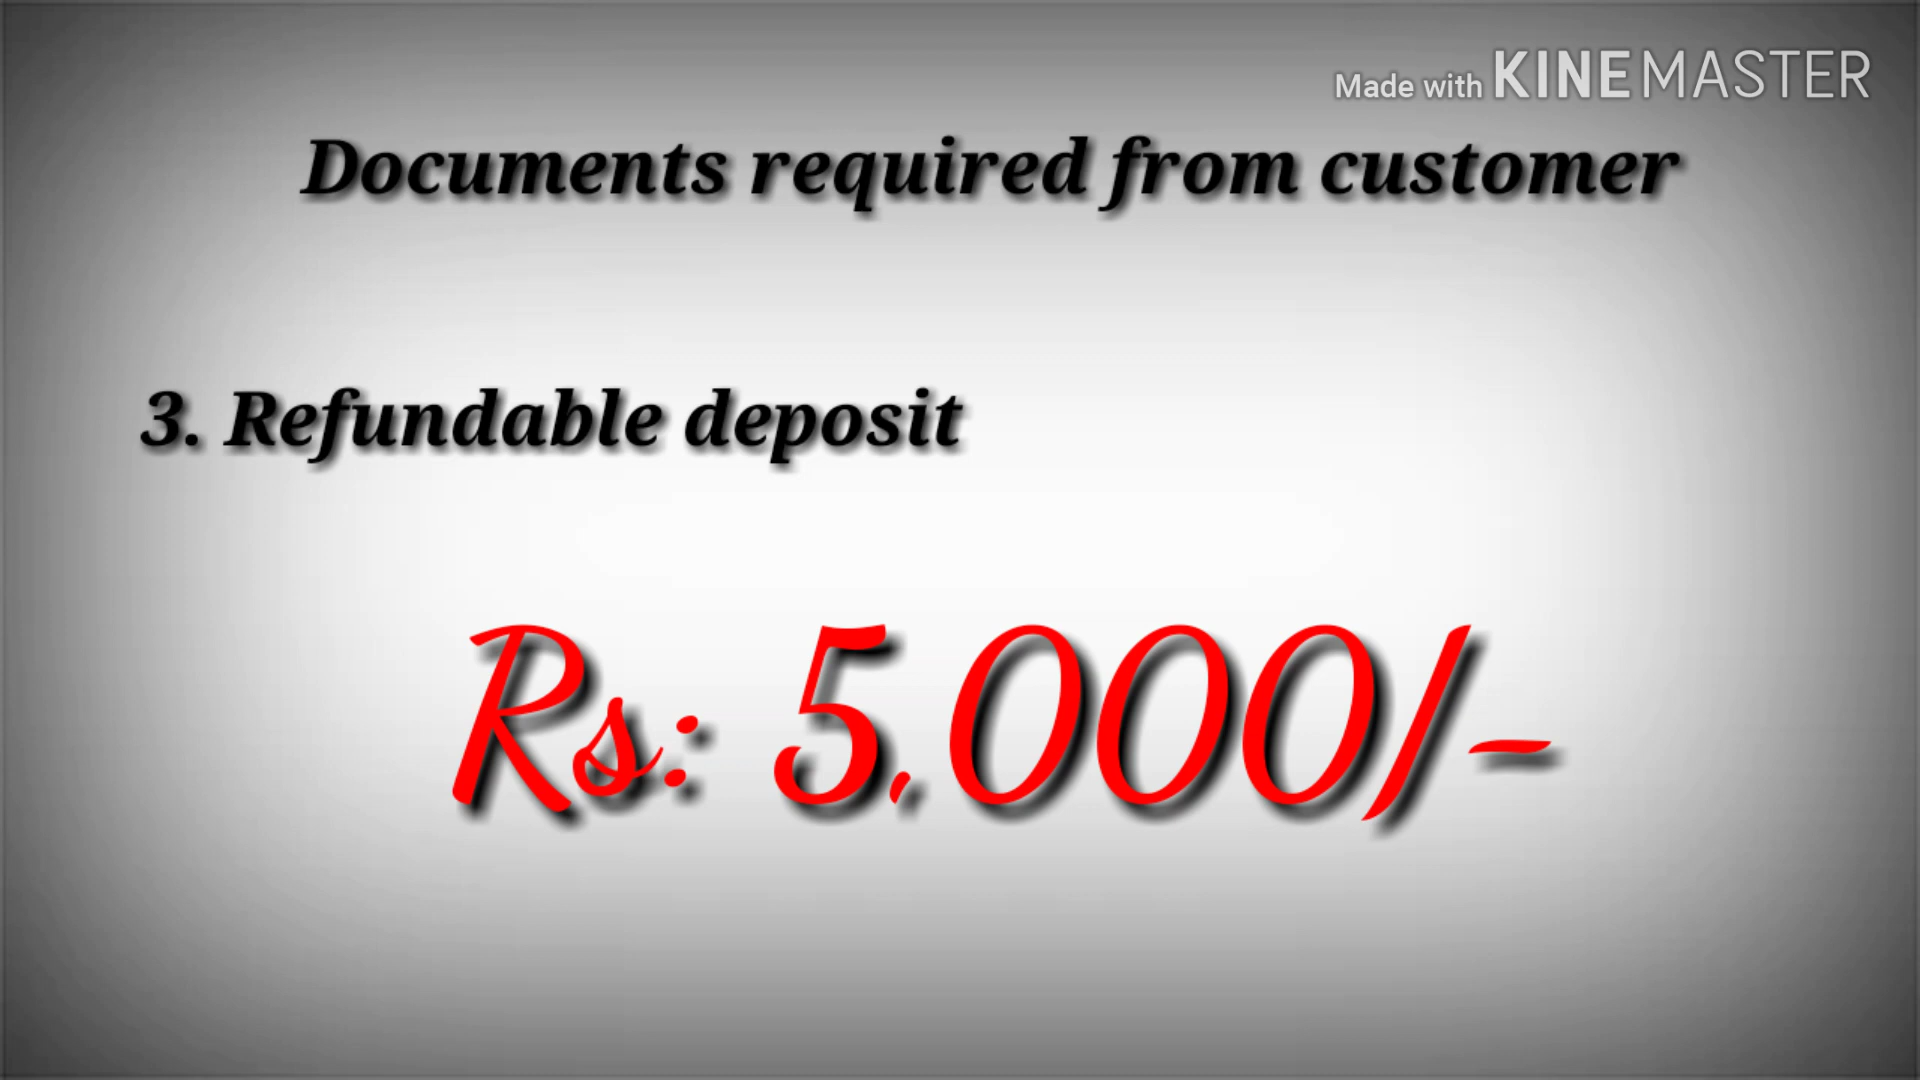 Made with KINEMASTER
Documents required from customer
3. Refundable deposit
Rs: 5,000/-